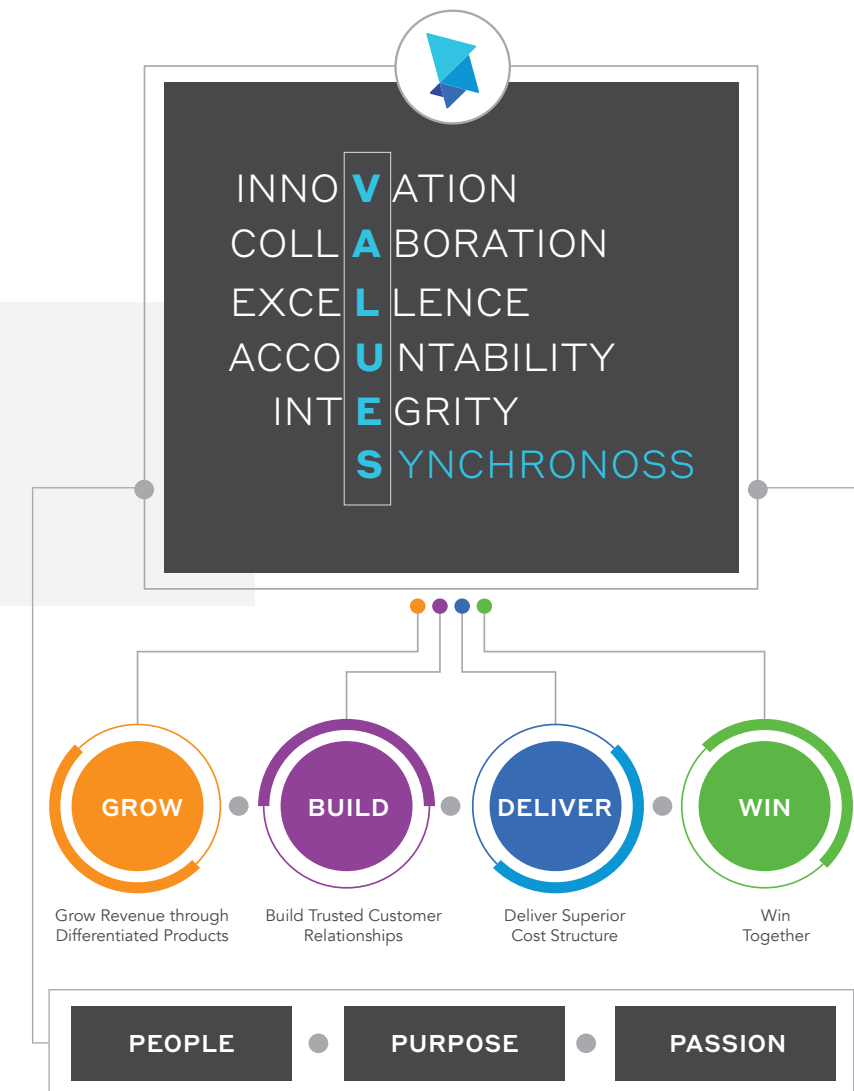 INNOVATION
COLLABORATION
EXCELLENCE
ACCOUNTABILITY
INTEGRITY
SYNCHRONOSS
GROW
BUILD
DELIVER
WIN
Grow Revenue through
Differentiated Products
Build Trusted Customer
Relationships
Deliver Superior
Cost Structure
Win
Together
PEOPLE
PURPOSE
PASSION